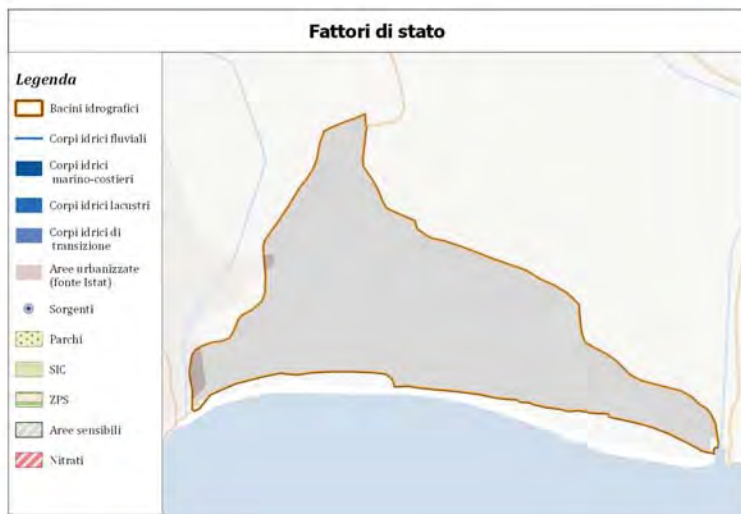 Fattori di stato
Legenda
Bacini idrografici
Corpi idrici fluviali
Corpi idrici
marino-costieri
Corpi idrici lacustri
Corpi idrici di
transizione
Aree urbanizzate
(fonte Istat)
Sorgenti
Parchi
SIC
ZPS
Aree sensibili
Nitrati